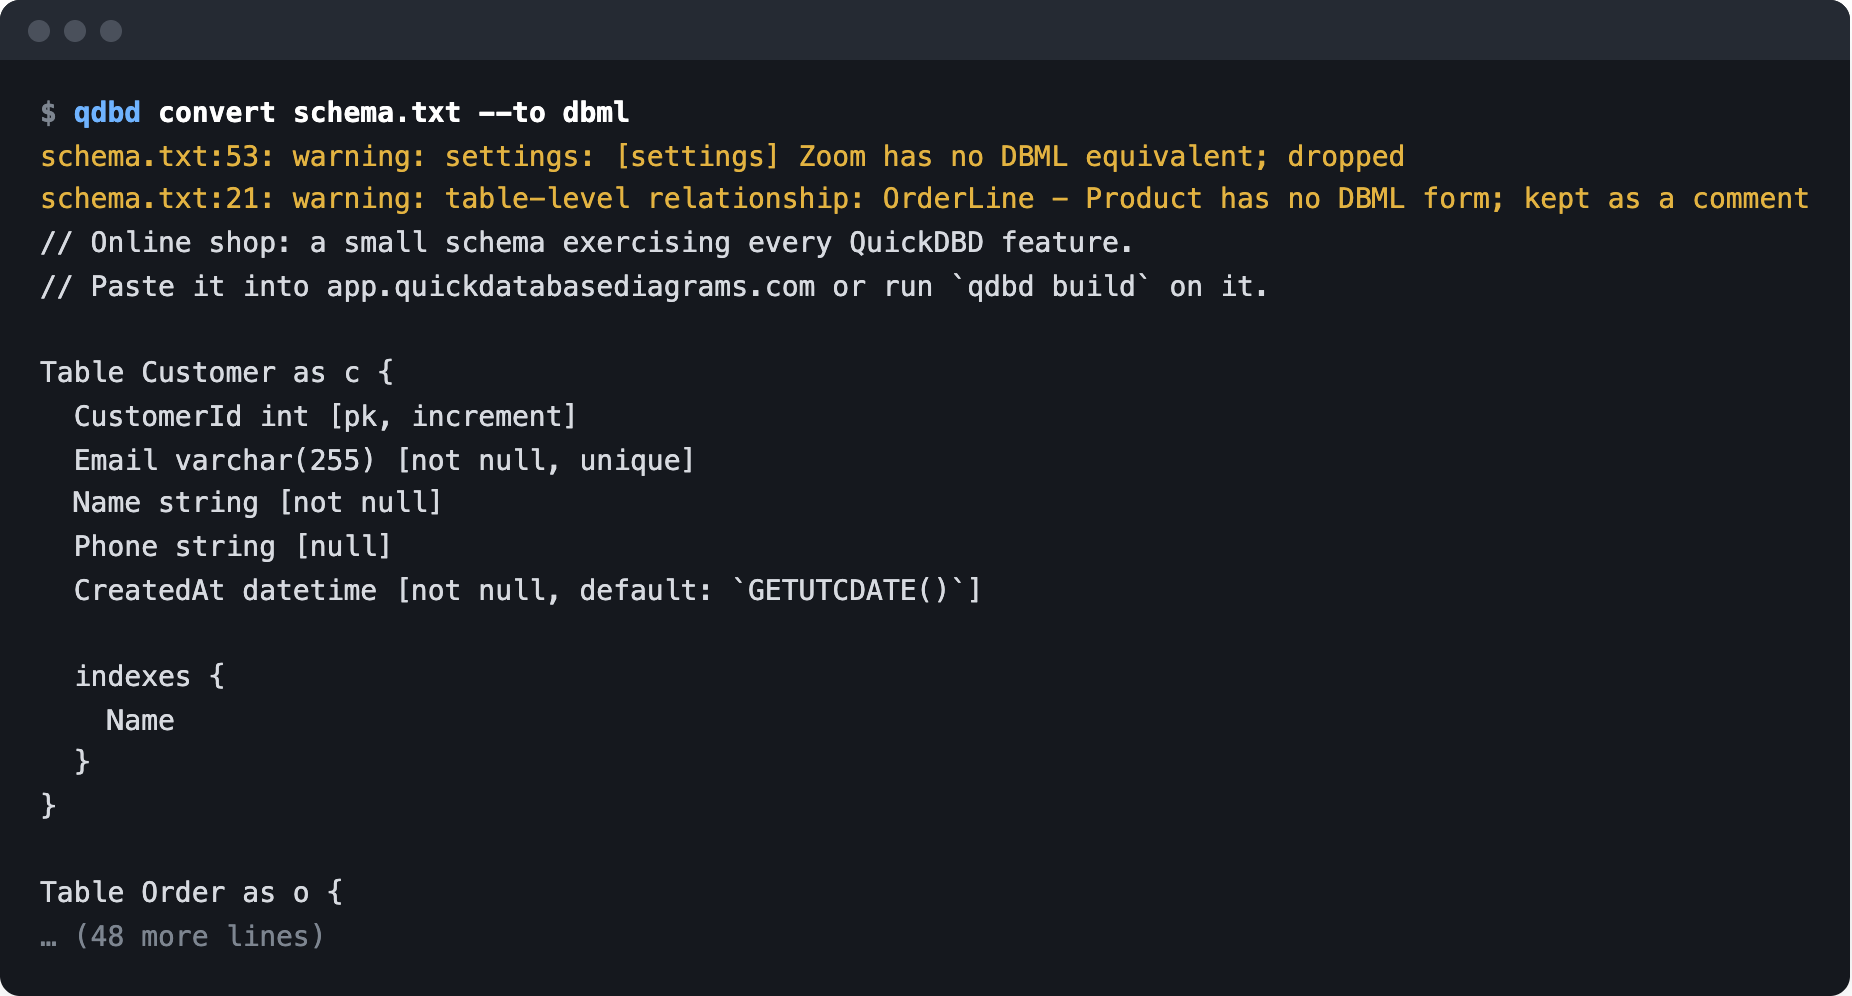 $ qdbd convert schema.txt --to dbml
schema.txt:53: warning: settings: [settings] Zoom has no DBML equivalent; dropped
schema.txt:21: warning: table-level relationship: OrderLine - Product has no DBML form; kept as a comment
// Online shop: a small schema exercising every QuickDBD feature.
// Paste it into app.quickdatabasediagrams.com or run `qdbd build` on it.

Table Customer as c {
  CustomerId int [pk, increment]
  Email varchar(255) [not null, unique]
  Name string [not null]
  Phone string [null]
  CreatedAt datetime [not null, default: `GETUTCDATE()`]

  indexes {
    Name
  }
}

Table Order as o {
… (48 more lines)